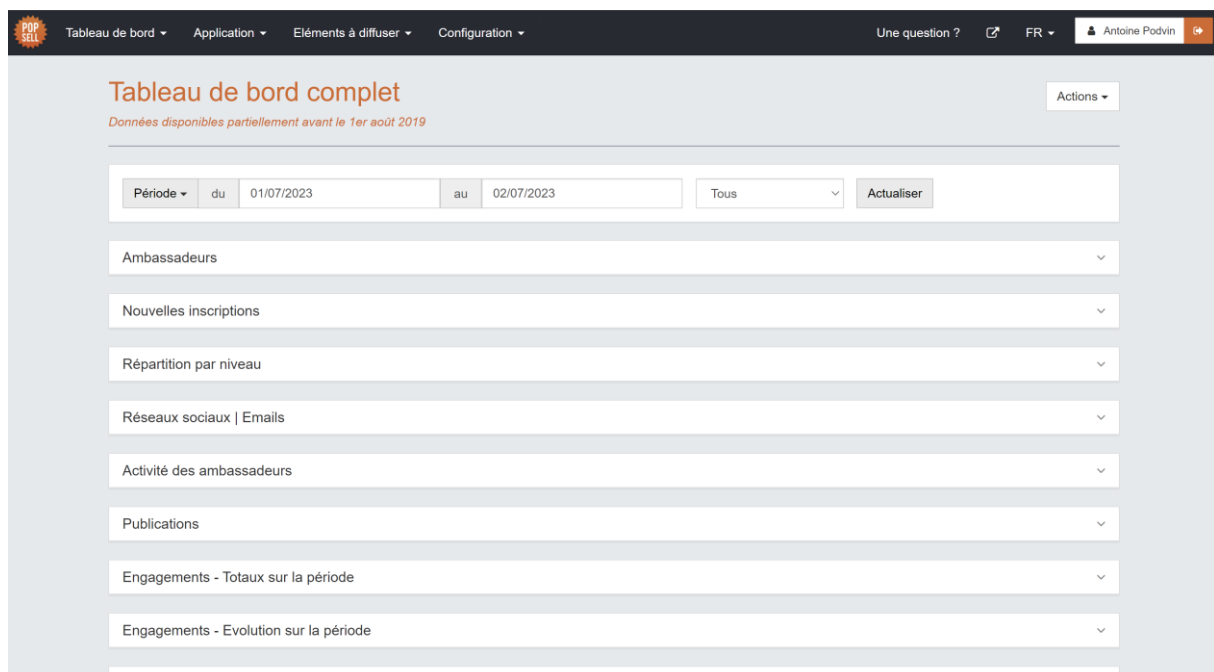 POP
SELL
Tableau de bord Application Eléments à diffuser Configuration Une question ? FR Antoine Podvin
Tableau de bord complet
Actions
Données disponibles partiellement avant le 1er août 2019
Période du 01/07/2023 au 02/07/2023 Tous Actualiser
Ambassadeurs
Nouvelles inscriptions
Répartition par niveau
Réseaux sociaux | Emails
Activité des ambassadeurs
Publications
Engagements - Totaux sur la période
Engagements - Evolution sur la période